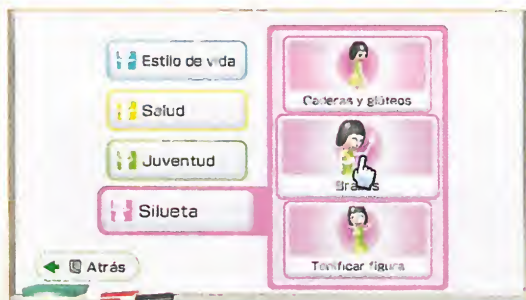 Estilo de vida
Salud
Juventud
Silueta
Atrás
Caderas y glúteos
Brazos
Tonificar figura